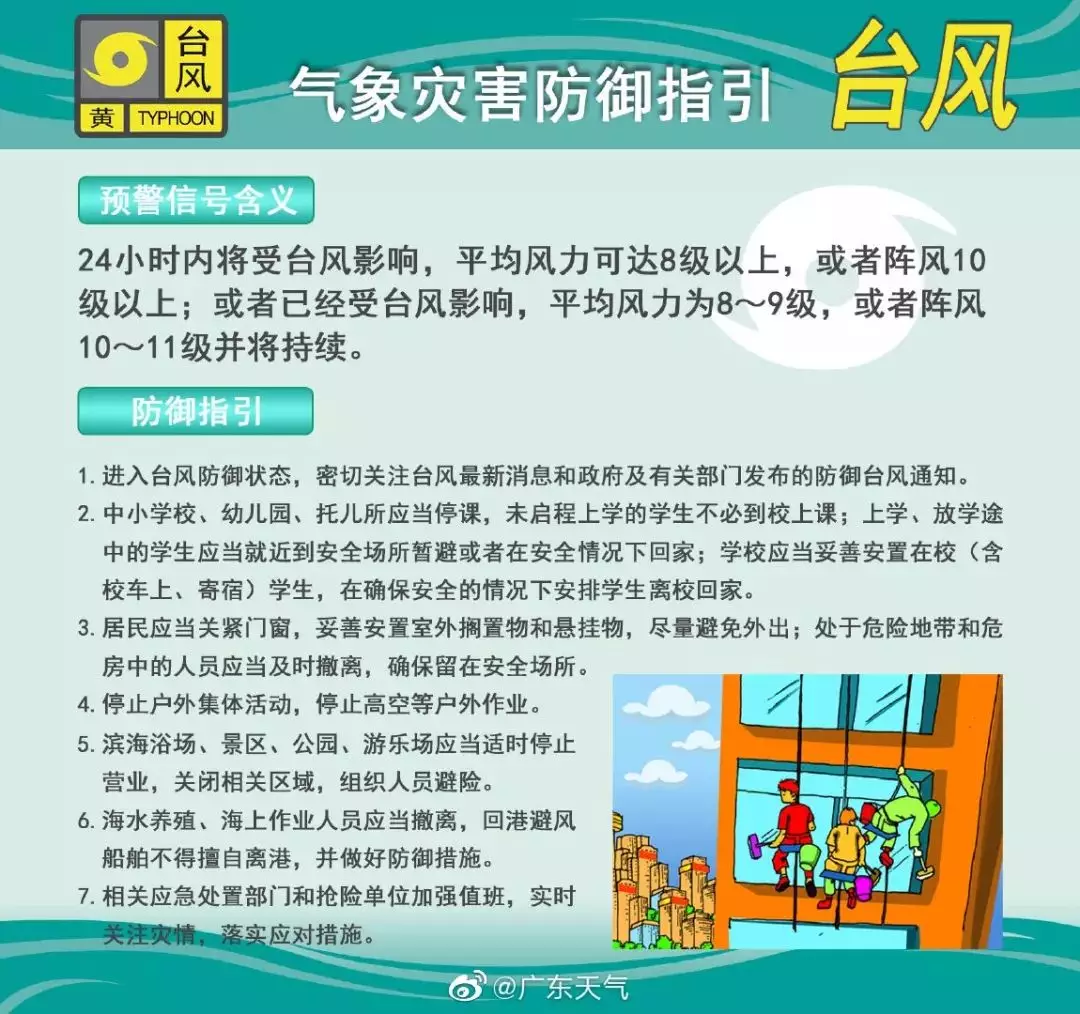 台风
黄 TYPHOON
气象灾害防御指引
台风
预警信号含义
24小时内将受台风影响，平均风力可达8级以上，或者阵风10
级以上；或者已经受台风影响，平均风力为8～9级，或者阵风
10～11级并将持续。
防御指引
1. 进入台风防御状态，密切关注台风最新消息和政府及有关部门发布的防御台风通知。
2. 中小学校、幼儿园、托儿所应当停课，未启程上学的学生不必到校上课；上学、放学途
中的学生应当就近到安全场所暂避或者在安全情况下回家；学校应当妥善安置在校（含
校车上、寄宿）学生，在确保安全的情况下安排学生离校回家。
3. 居民应当关紧门窗，妥善安置室外搁置物和悬挂物，尽量避免外出；处于危险地带和危
房中的人员应当及时撤离，确保留在安全场所。
4. 停止户外集体活动，停止高空等户外作业。
5. 滨海浴场、景区、公园、游乐场应当适时停止
营业，关闭相关区域，组织人员避险。
6. 海水养殖、海上作业人员应当撤离，回港避风
船舶不得擅自离港，并做好防御措施。
7. 相关应急处置部门和抢险单位加强值班，实时
关注灾情，落实应对措施。
@广东天气